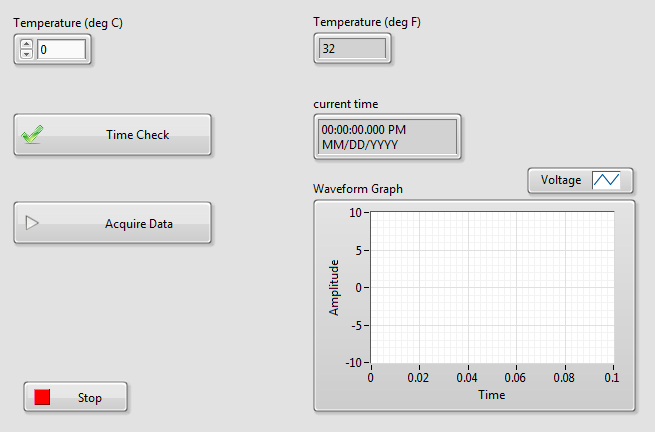 Temperature (deg C)
0
Temperature (deg F)
32
Time Check
current time
00:00:00.000 PM
MM/DD/YYYY
Acquire Data
Voltage
Waveform Graph
Amplitude
10
5
0
-5
-10
0
0.02
0.04
0.06
0.08
0.1
Time
Stop